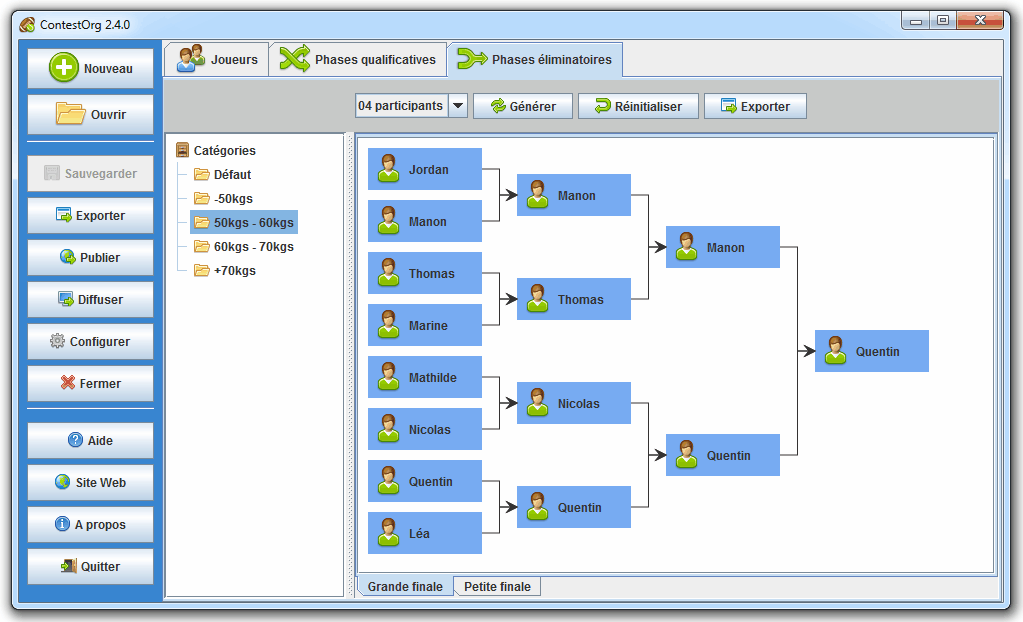 ContestOrg 2.4.0
Nouveau
Ouvrir
Sauvegarder
Exporter
Publier
Diffuser
Configurer
Fermer
Aide
Site Web
A propos
Quitter
Joueurs
Phases qualificatives
Phases éliminatoires
04 participants
Générer
Réinitialiser
Exporter
Catégories
Défaut
-50kgs
50kgs - 60kgs
60kgs - 70kgs
+70kgs
Jordan
Manon
Thomas
Marine
Mathilde
Nicolas
Quentin
Léa
Manon
Thomas
Nicolas
Quentin
Manon
Quentin
Quentin
Grande finale
Petite finale